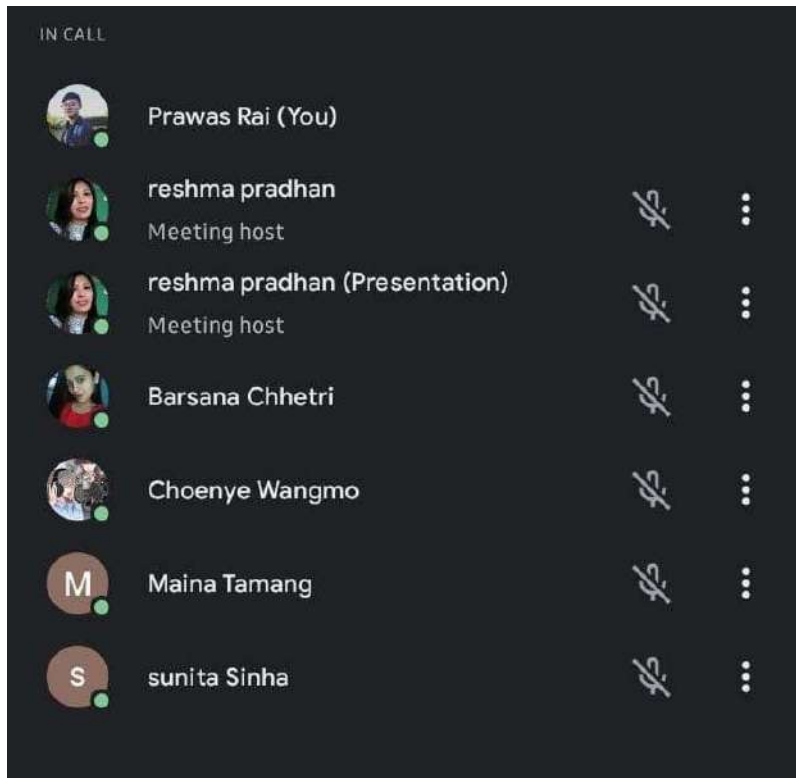 IN CALL
Prawas Rai (You)
reshma pradhan
Meeting host
reshma pradhan (Presentation)
Meeting host
Barsana Chhetri
Choenye Wangmo
M
Maina Tamang
S
sunita Sinha